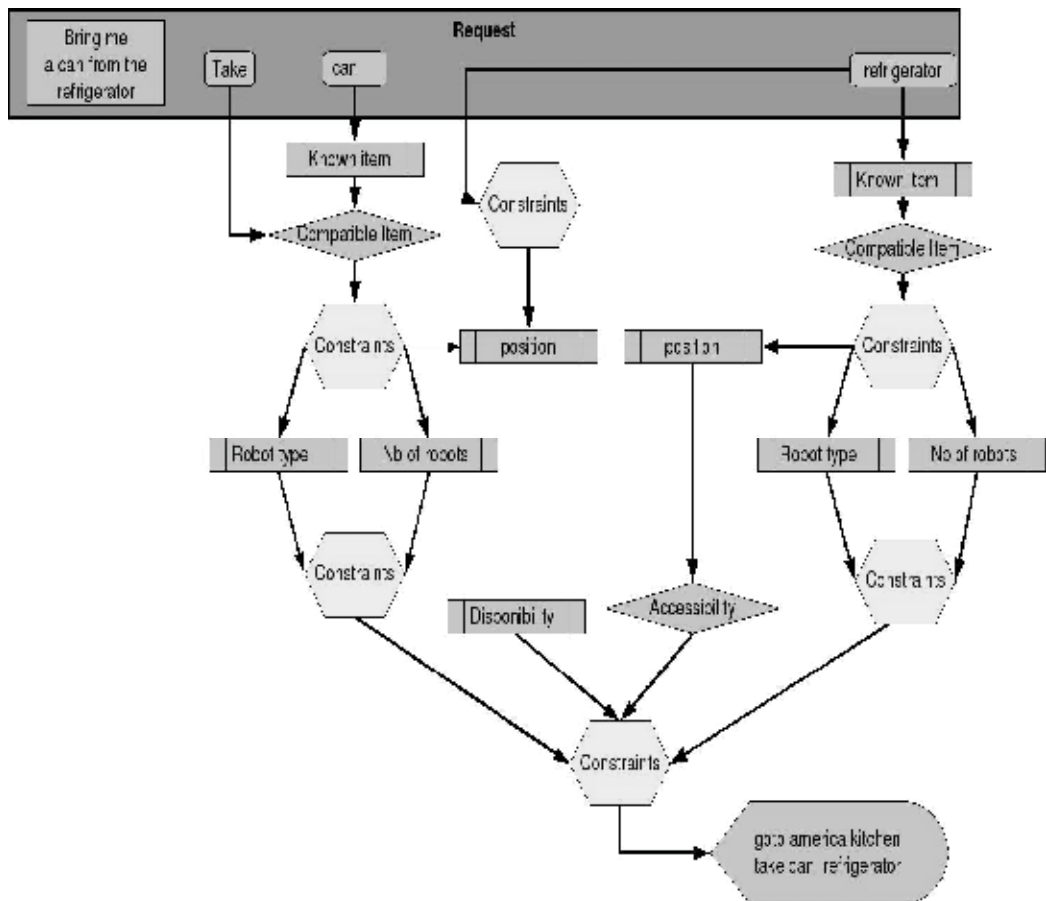 Request
Bring me
a can from the
refrigerator
Take
can
refrigerator
Known item
Constraints
Known item
Compatible Item
Compatible Item
Constraints
position
position
Constraints
Robot type
Nb of robots
Robot type
Nb of robots
Constraints
Constraints
Disponibility
Accessibility
Constraints
goto america kitchen
take can refrigerator